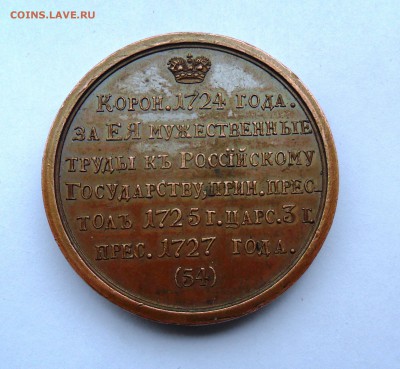 COINS.LAVE.RU
КОРОН. 1724 ГОДА.
ЗА ЕЯ МУЖЕСТВЕННЫЕ
ТРУДЫ КЪ РОССІЙСКОМУ
ГОСУДАРСТВУ, ПРИН. ПРЕС-
ТОЛЪ 1725 Г. ЦАРС. 3 Г.
ПРЕС. 1727 ГОДА.
(54)